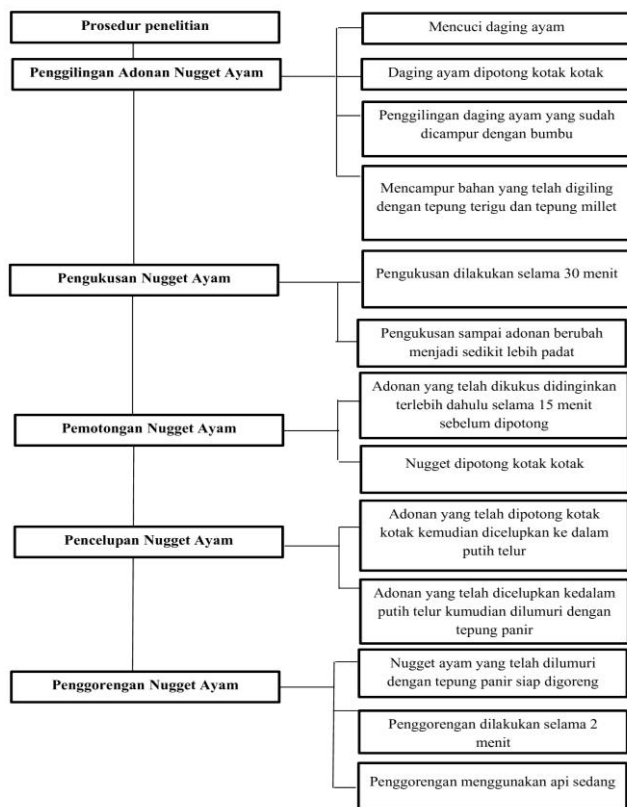 Prosedur penelitian
Penggilingan Adonan Nugget Ayam
Mencuci daging ayam
Daging ayam dipotong kotak kotak
Penggilingan daging ayam yang sudah
dicampur dengan bumbu
Mencampur bahan yang telah digiling
dengan tepung terigu dan tepung millet
Pengukusan Nugget Ayam
Pengukusan dilakukan selama 30 menit
Pengukusan sampai adonan berubah
menjadi sedikit lebih padat
Pemotongan Nugget Ayam
Adonan yang telah dikukus didinginkan
terlebih dahulu selama 15 menit
sebelum dipotong
Nugget dipotong kotak kotak
Pencelupan Nugget Ayam
Adonan yang telah dipotong kotak
kotak kemudian dicelupkan ke dalam
putih telur
Adonan yang telah dicelupkan kedalam
putih telur kumudian dilumuri dengan
tepung panir
Penggorengan Nugget Ayam
Nugget ayam yang telah dilumuri
dengan tepung panir siap digoreng
Penggorengan dilakukan selama 2
menit
Penggorengan menggunakan api sedang